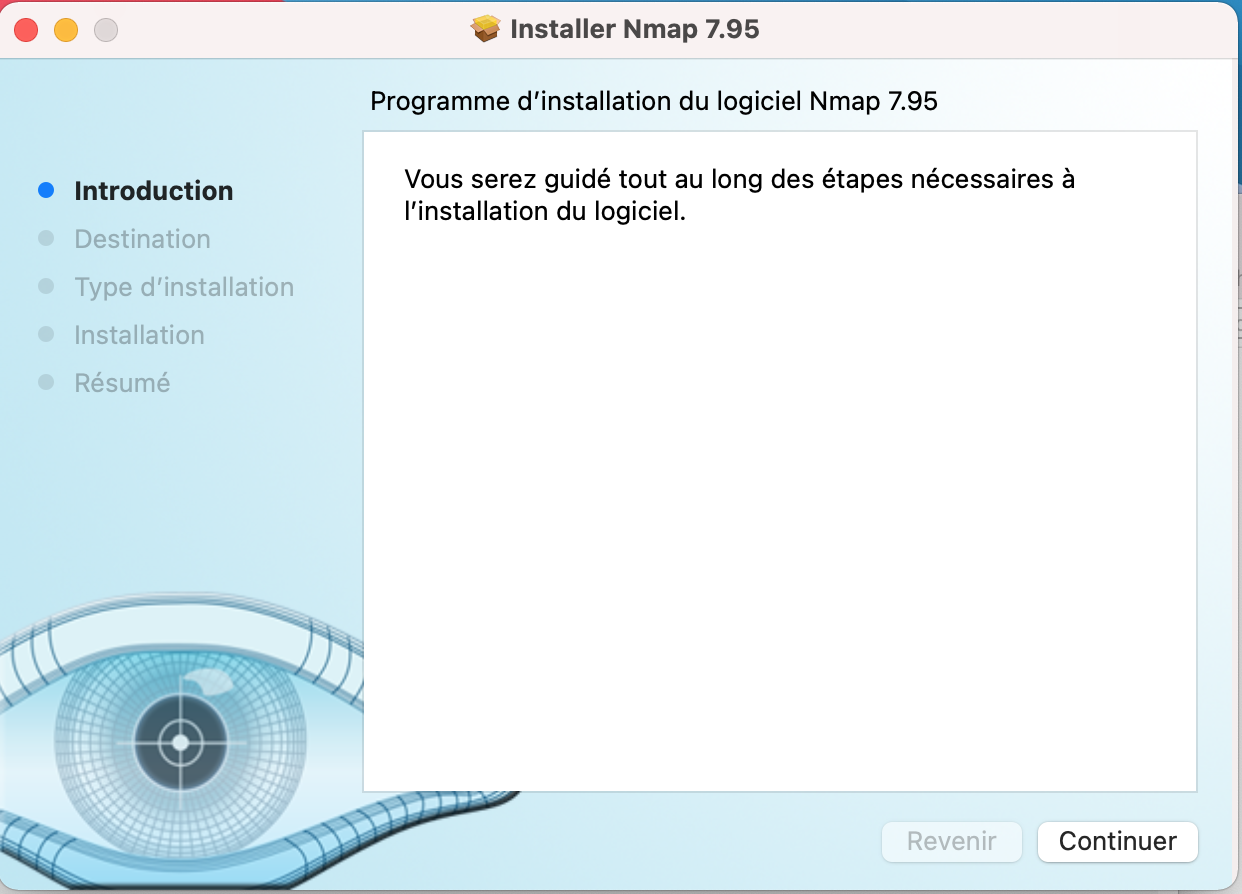 Installer Nmap 7.95
Programme d’installation du logiciel Nmap 7.95
Introduction
Destination
Type d’installation
Installation
Résumé
Vous serez guidé tout au long des étapes nécessaires à
l’installation du logiciel.
Revenir
Continuer